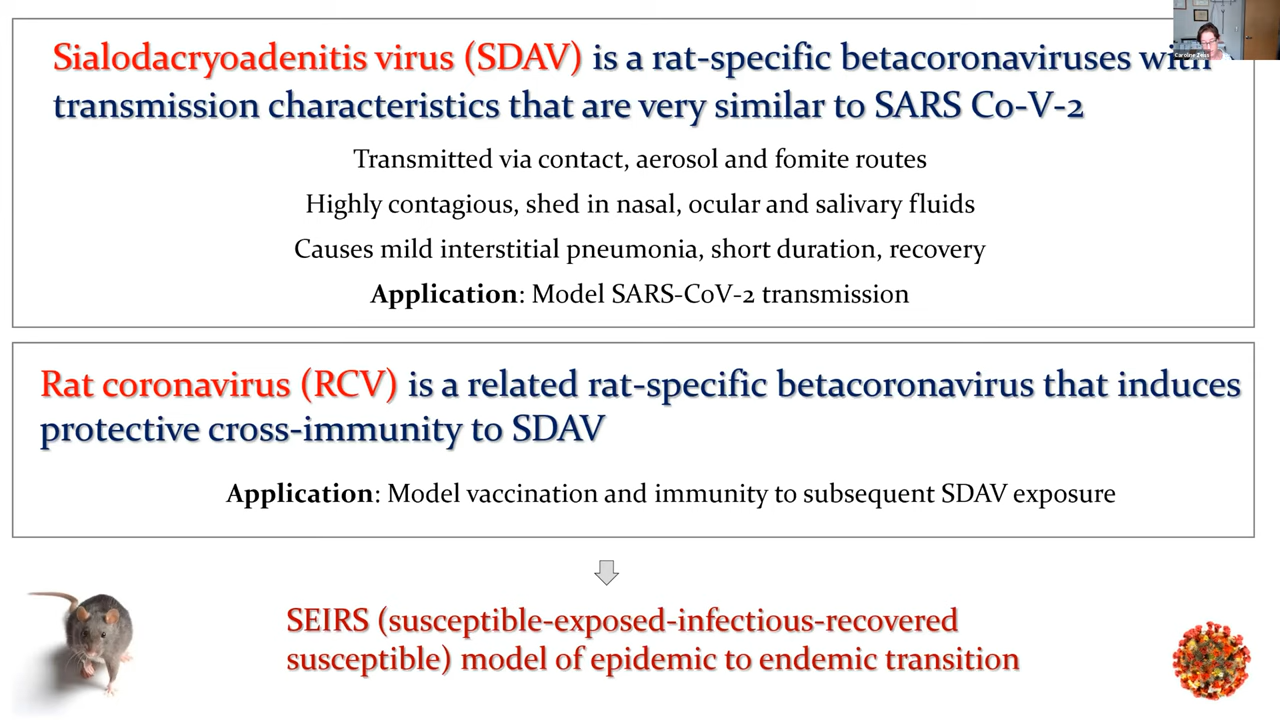 Sialodacryoadenitis virus (SDAV) is a rat-specific betacoronaviruses with
transmission characteristics that are very similar to SARS Co-V-2
Transmitted via contact, aerosol and fomite routes
Highly contagious, shed in nasal, ocular and salivary fluids
Causes mild interstitial pneumonia, short duration, recovery
Application: Model SARS-CoV-2 transmission
Rat coronavirus (RCV) is a related rat-specific betacoronavirus that induces
protective cross-immunity to SDAV
Application: Model vaccination and immunity to subsequent SDAV exposure
SEIRS (susceptible-exposed-infectious-recovered
susceptible) model of epidemic to endemic transition
Caroline Zeiss